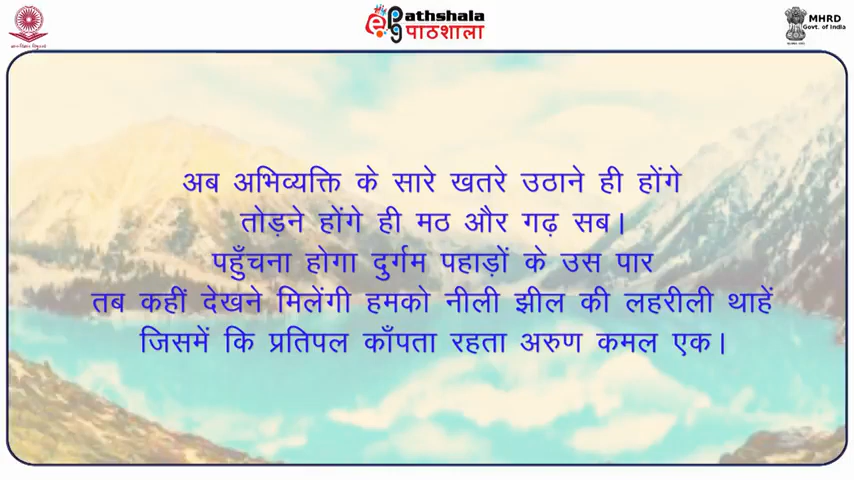 ePathshala
पाठशाला
MHRD
Govt. of India
अब अभिव्यक्ति के सारे खतरे उठाने ही होंगे
तोड़ने होंगे ही मठ और गढ़ सब।
पहुँचना होगा दुर्गम पहाड़ों के उस पार
तब कहीं देखने मिलेंगी हमको नीली झील की लहरीली थाहें
जिसमें कि प्रतिपल काँपता रहता अरुण कमल एक।